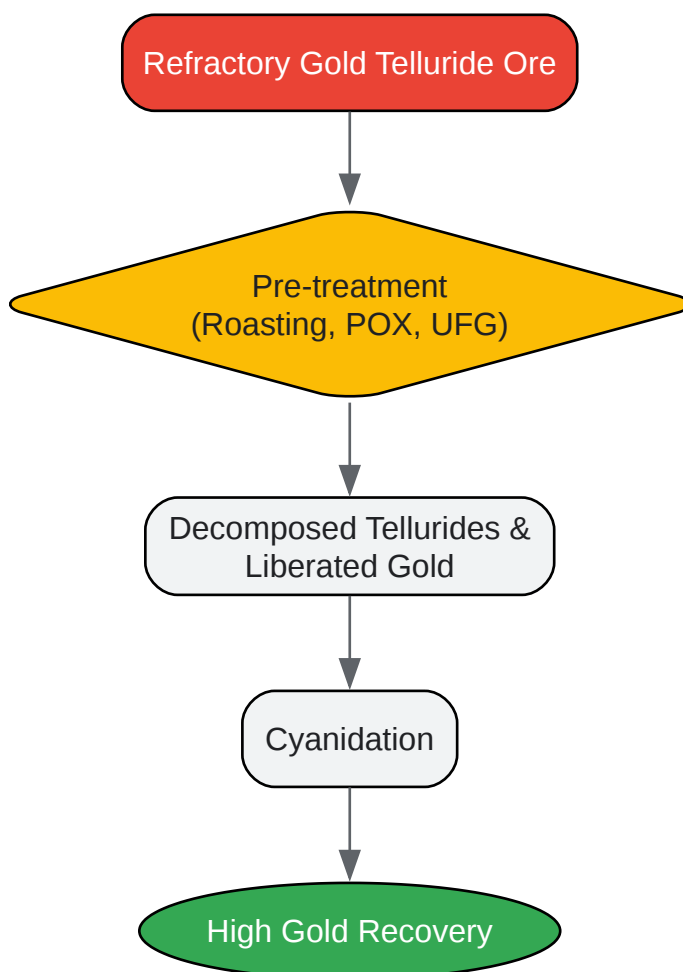 Refractory Gold Telluride Ore
Pre-treatment
(Roasting, POX, UFG)
Decomposed Tellurides &
Liberated Gold
Cyanidation
High Gold Recovery